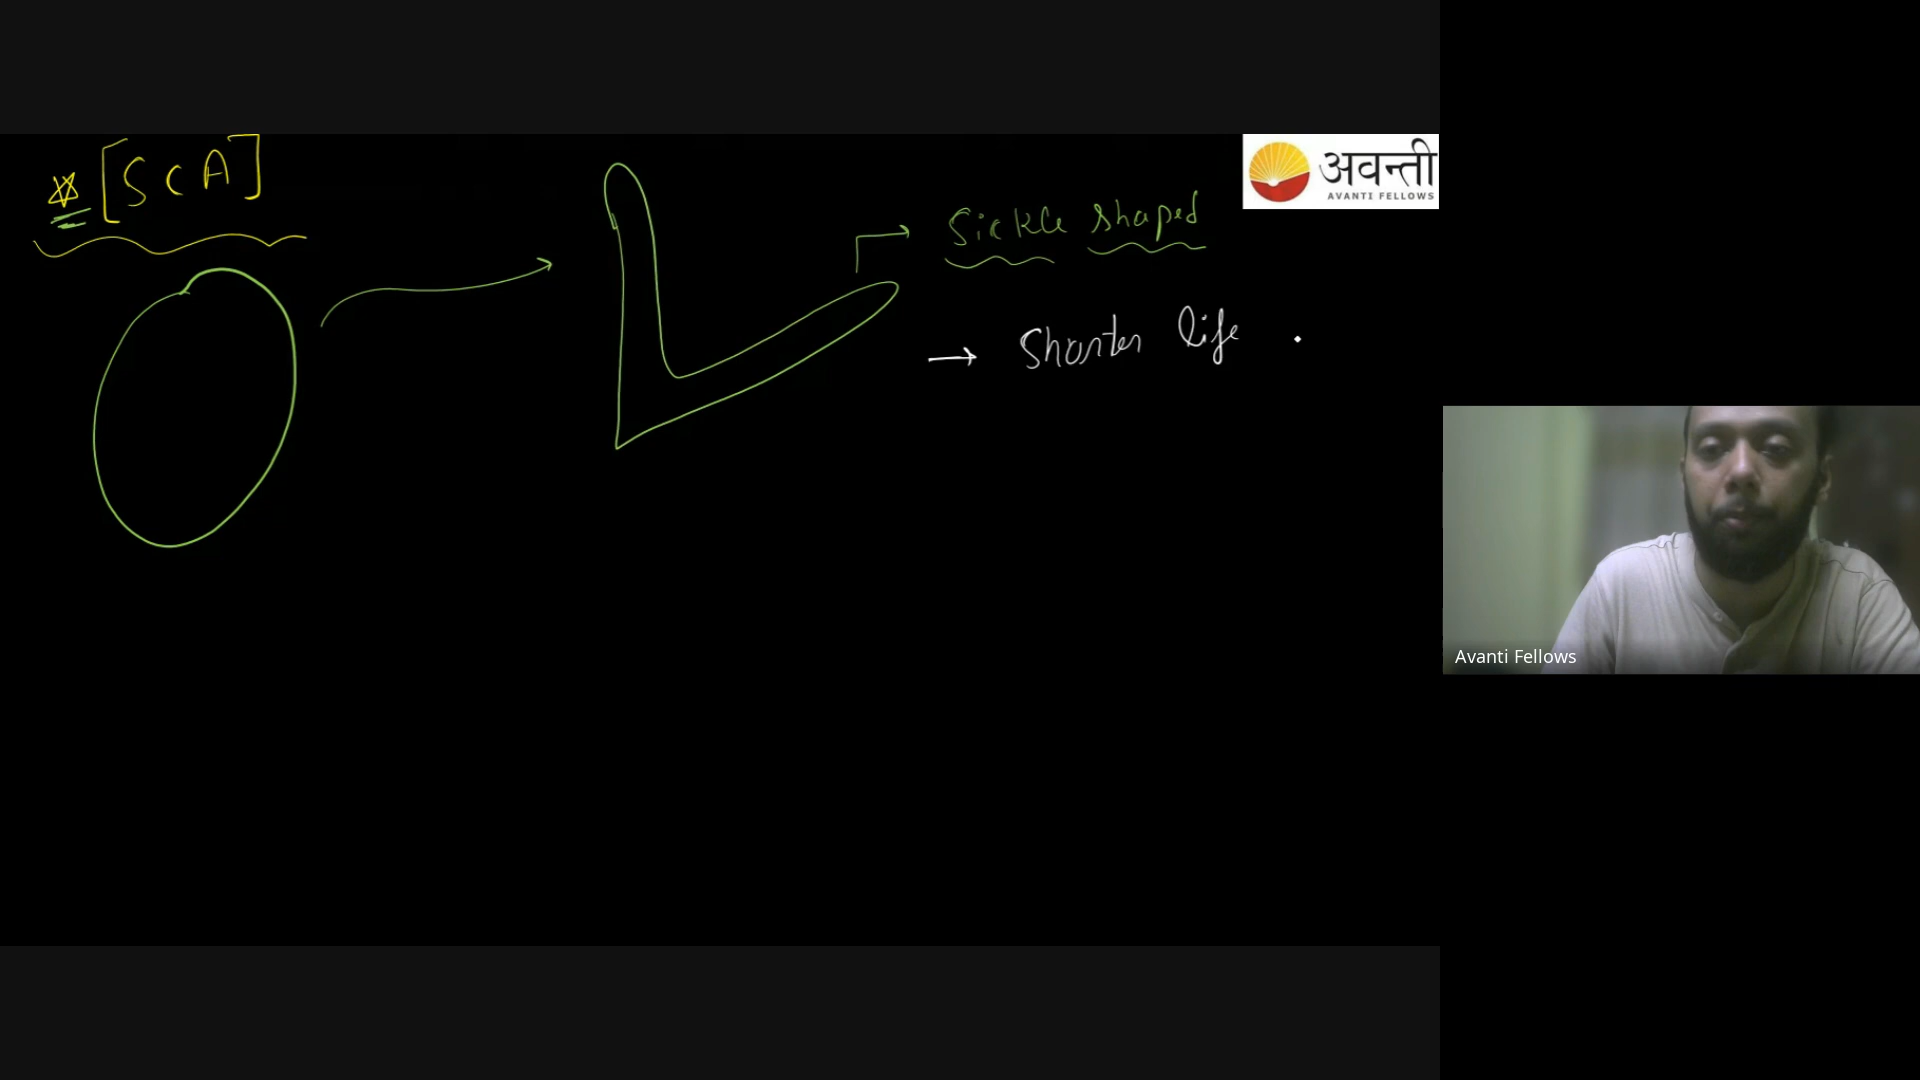 [SCA]
Sickle shaped
→ Shorter life .
अवन्ती
AVANTI FELLOWS
Avanti Fellows